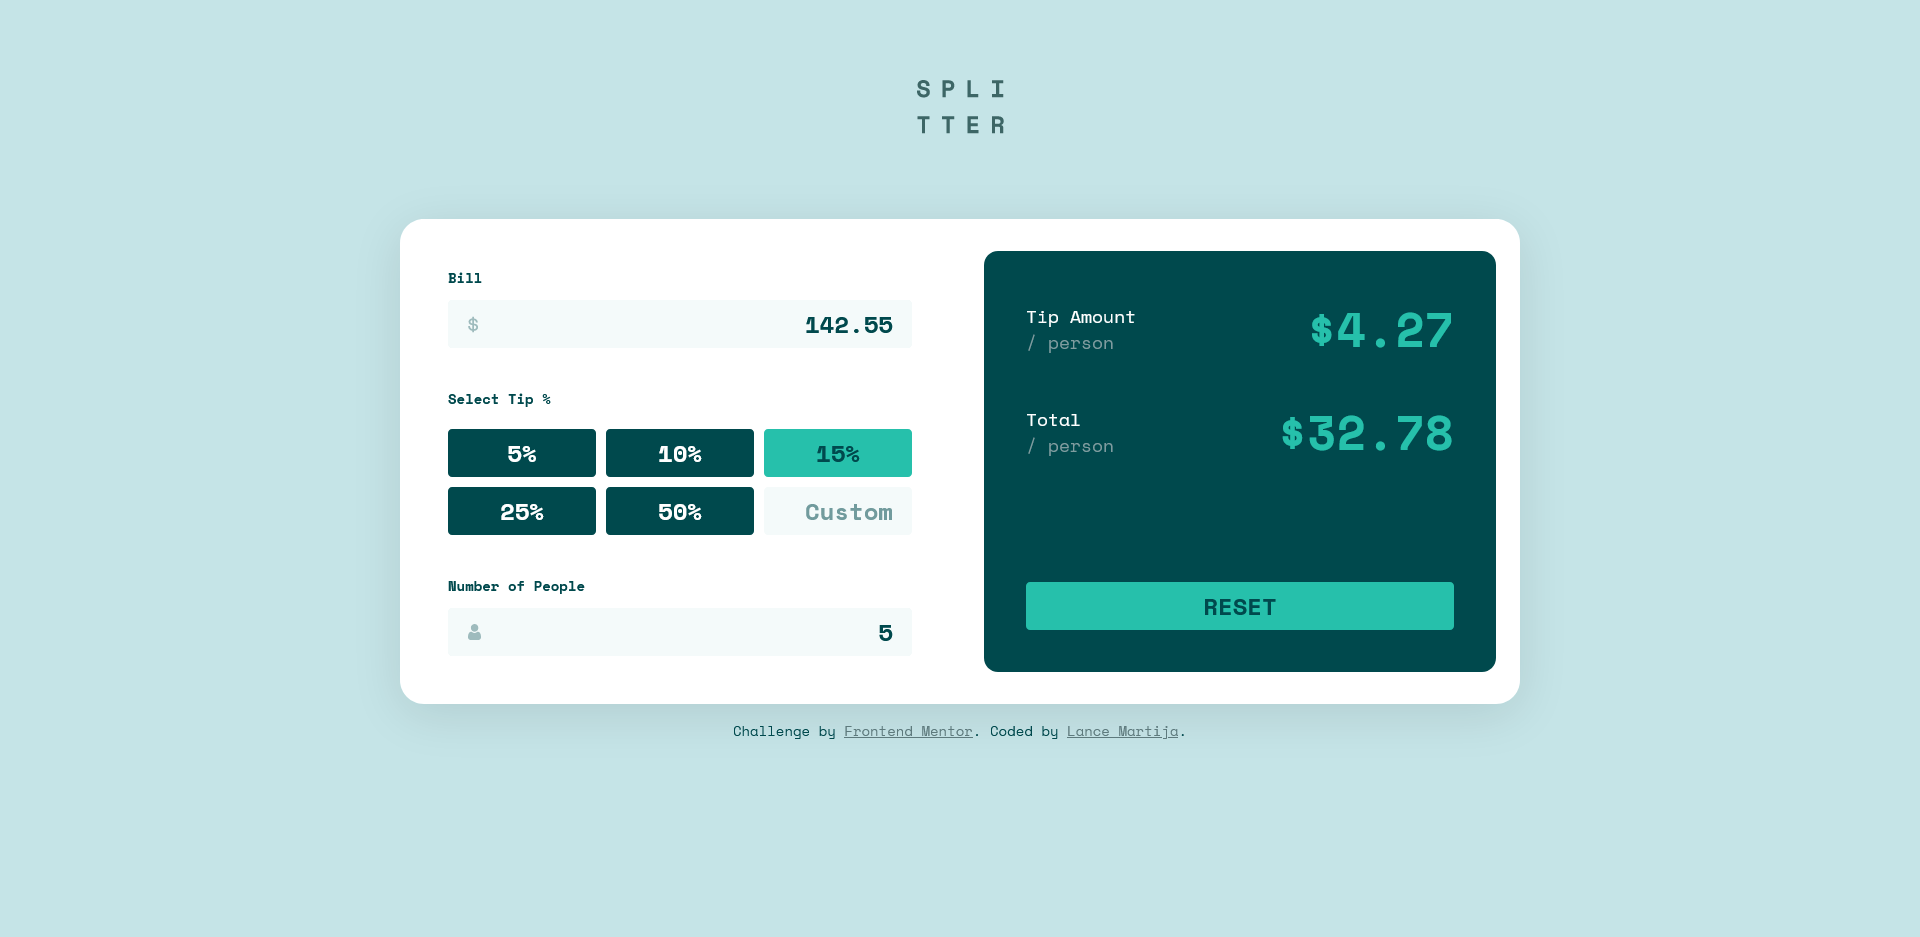 SPLI
TTER
Bill
$ 142.55
Select Tip %
5% 10% 15%
25% 50% Custom
Number of People
5
Tip Amount
/ person
$4.27
Total
/ person
$32.78
RESET
Challenge by Frontend Mentor. Coded by Lance Martija.